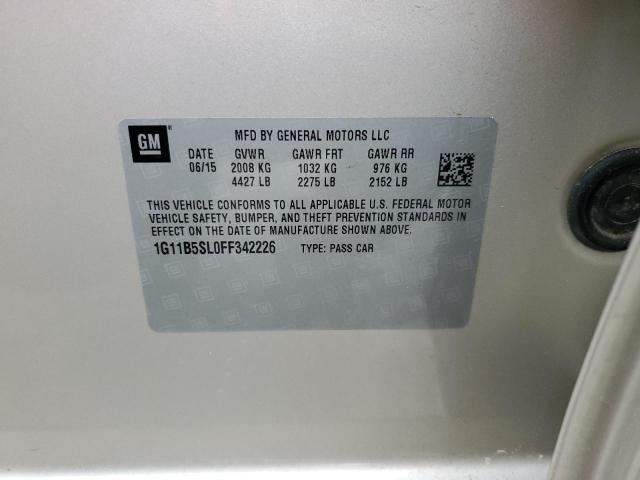 GM ®
MFD BY GENERAL MOTORS LLC
DATE GVWR GAWR FRT GAWR RR
06/15 2008 KG 1032 KG 976 KG
4427 LB 2275 LB 2152 LB
THIS VEHICLE CONFORMS TO ALL APPLICABLE U.S. FEDERAL MOTOR
VEHICLE SAFETY, BUMPER, AND THEFT PREVENTION STANDARDS IN
EFFECT ON THE DATE OF MANUFACTURE SHOWN ABOVE.
1G11B5SL0FF342226 TYPE: PASS CAR